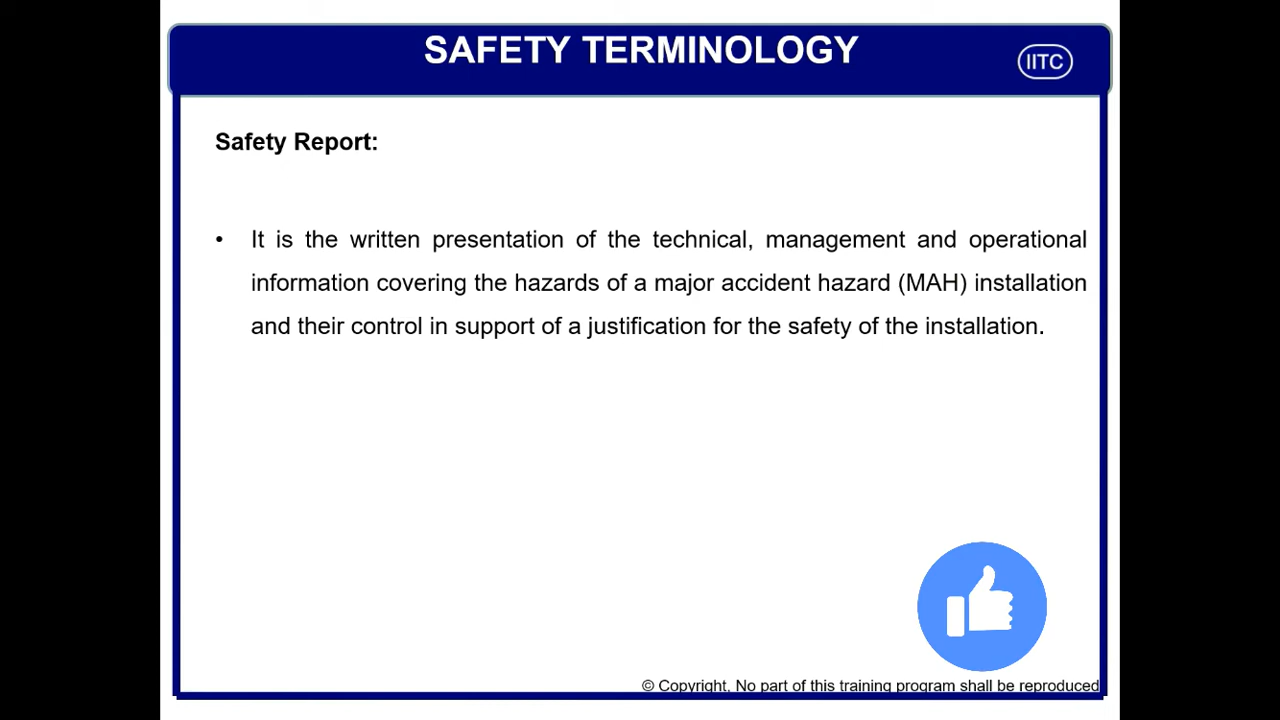 SAFETY TERMINOLOGY
IITC
Safety Report:
• It is the written presentation of the technical, management and operational
information covering the hazards of a major accident hazard (MAH) installation
and their control in support of a justification for the safety of the installation.
© Copyright, No part of this training program shall be reproduced